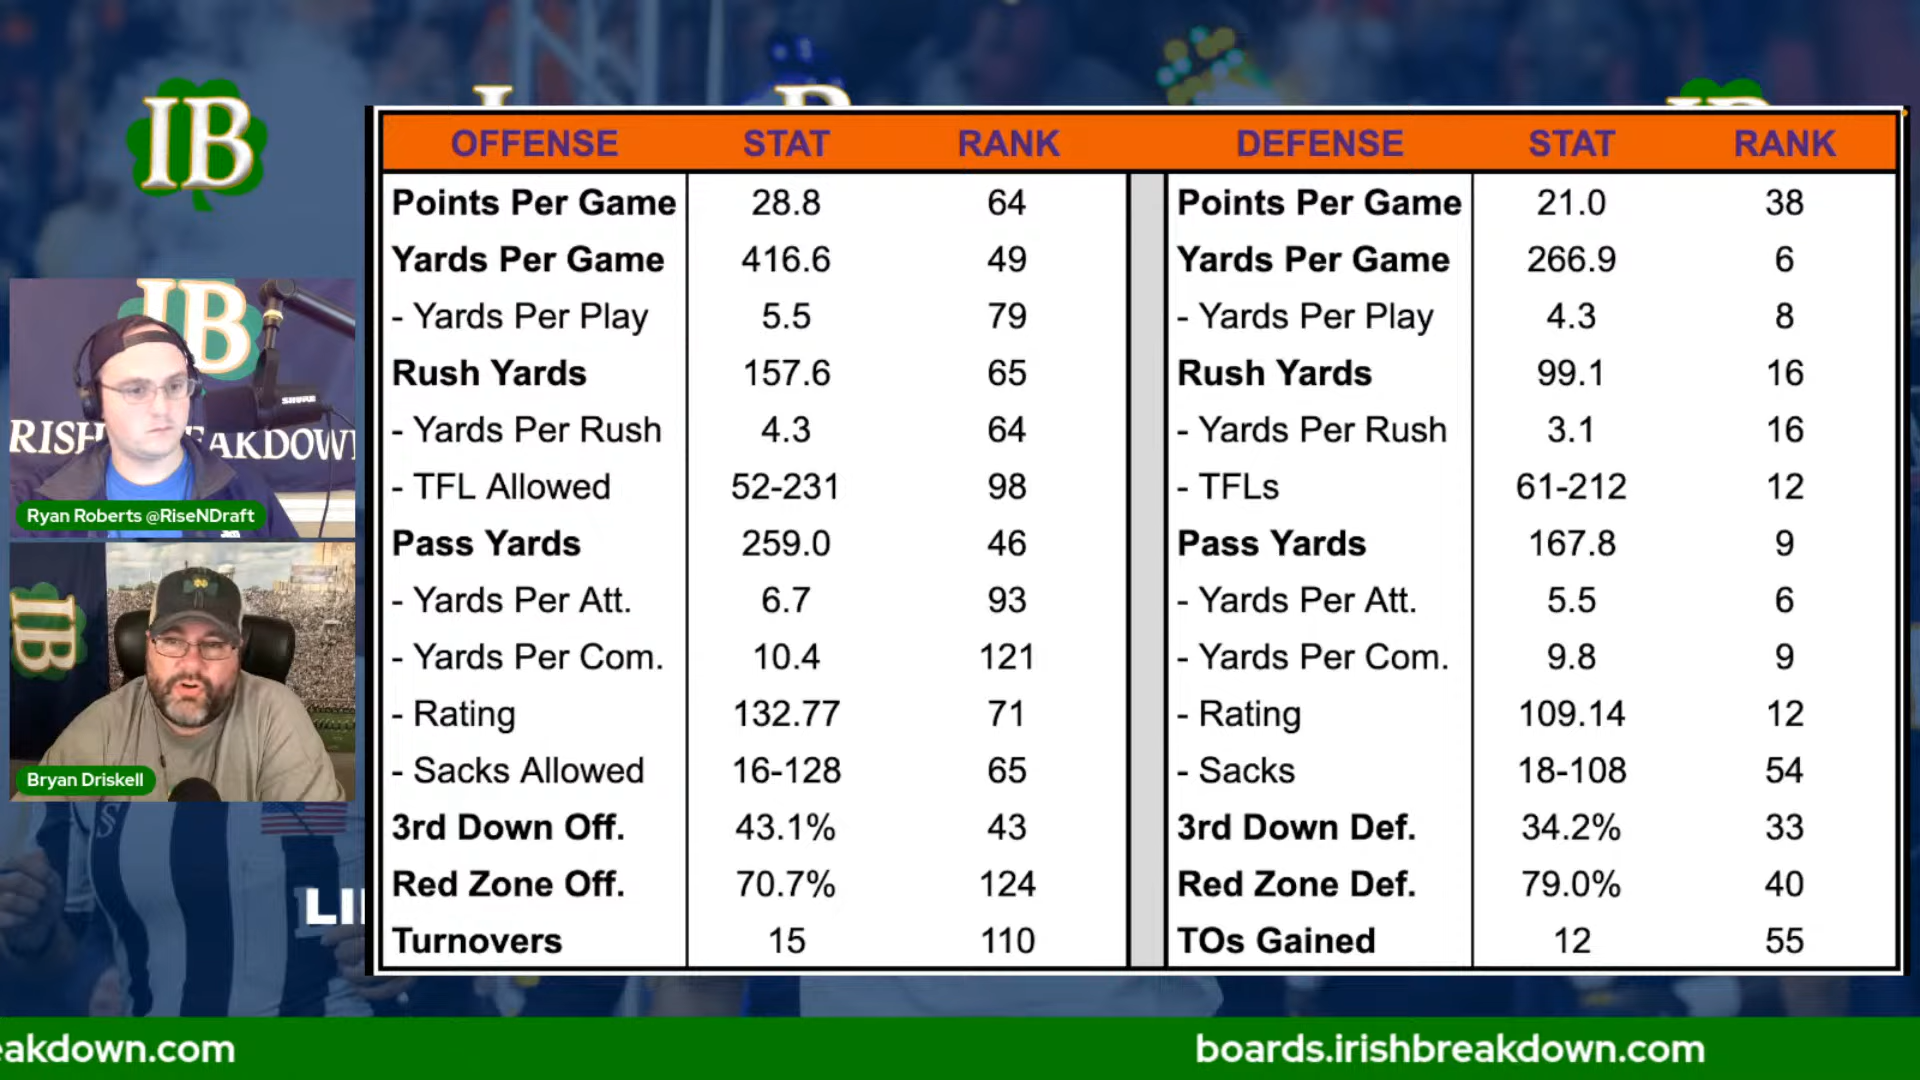 IB
OFFENSE STAT RANK DEFENSE STAT RANK
Points Per Game 28.8 64 Points Per Game 21.0 38
Yards Per Game 416.6 49 Yards Per Game 266.9 6
- Yards Per Play 5.5 79 - Yards Per Play 4.3 8
Rush Yards 157.6 65 Rush Yards 99.1 16
- Yards Per Rush 4.3 64 - Yards Per Rush 3.1 16
- TFL Allowed 52-231 98 - TFLs 61-212 12
Pass Yards 259.0 46 Pass Yards 167.8 9
- Yards Per Att. 6.7 93 - Yards Per Att. 5.5 6
- Yards Per Com. 10.4 121 - Yards Per Com. 9.8 9
- Rating 132.77 71 - Rating 109.14 12
- Sacks Allowed 16-128 65 - Sacks 18-108 54
3rd Down Off. 43.1% 43 3rd Down Def. 34.2% 33
Red Zone Off. 70.7% 124 Red Zone Def. 79.0% 40
Turnovers 15 110 TOs Gained 12 55
IB
SHURE
RISH EAKDOWN
Ryan Roberts @RiseNDraft
IB
Bryan Driskell
LI
eakdown.com
boards.irishbreakdown.com